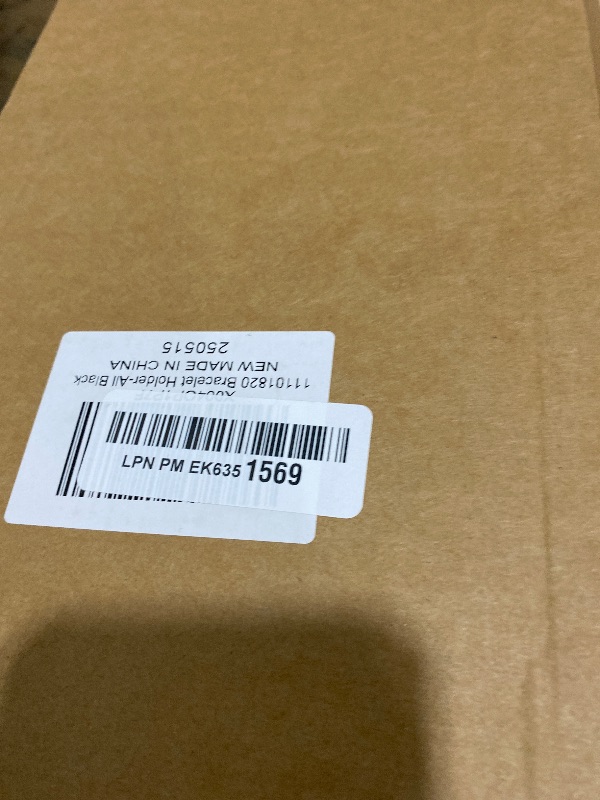 11101820 Bracelet Holder-All Black
NEW MADE IN CHINA
250515
LPN PM EK635 1569